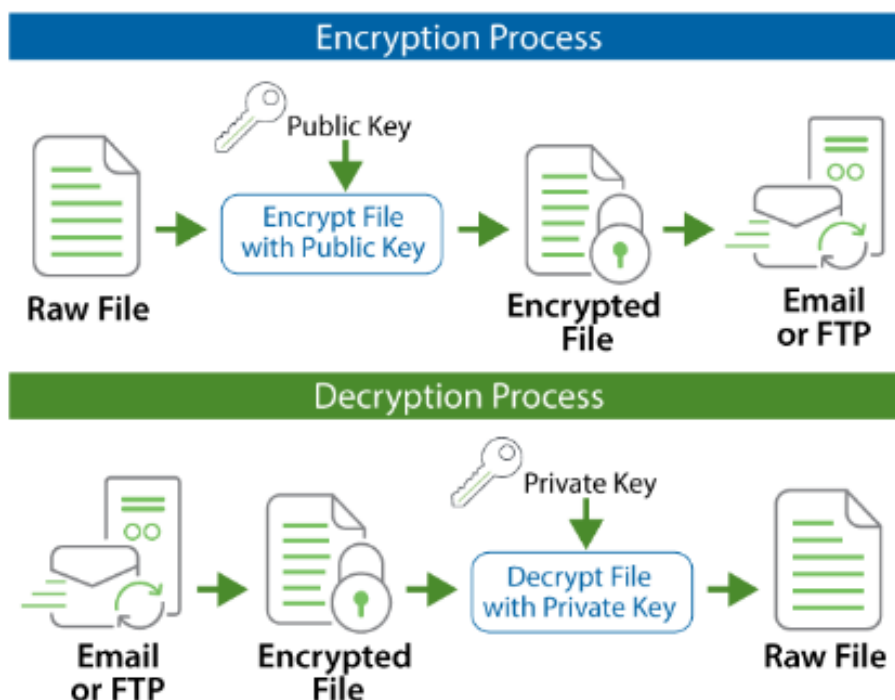 Encryption Process
Public Key
Encrypt File
with Public Key
Raw File
Encrypted
File
Email
or FTP
Decryption Process
Private Key
Decrypt File
with Private Key
Email
or FTP
Encrypted
File
Raw File